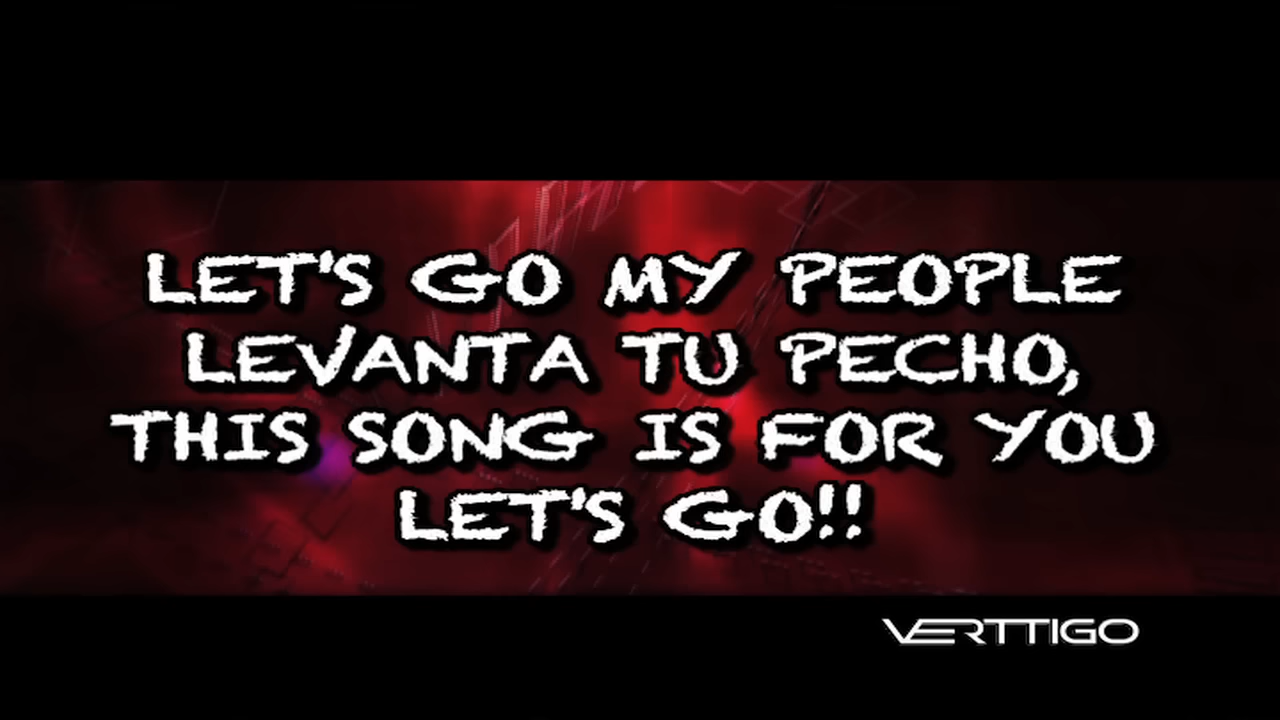 LET'S GO MY PEOPLE
LEVANTA TU PECHO,
THIS SONG IS FOR YOU
LET'S GO!!
VERTTIGO